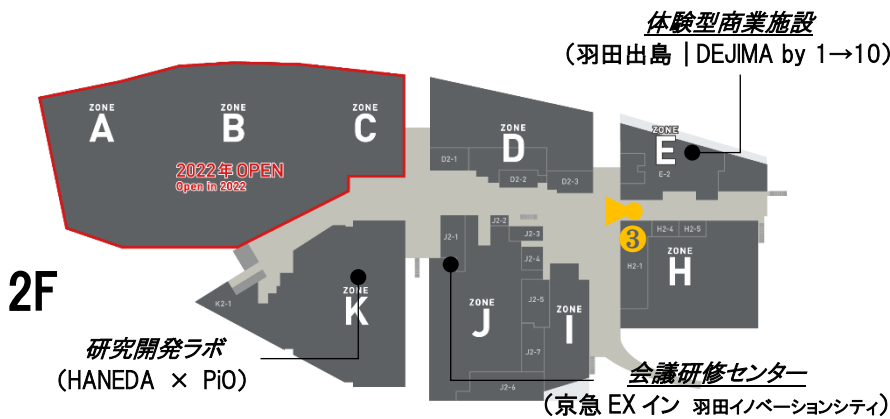 体験型商業施設
（羽田出島 | DEJIMA by 1→10）
ZONE
A
ZONE
B
ZONE
C
2022年 OPEN
Open in 2022
ZONE
D
D2-1
D2-2
D2-3
ZONE
E
E-2
2F
K2-1
ZONE
K
J2-1
J2-2
J2-3
J2-4
J2-5
J2-7
J2-6
ZONE
J
ZONE
I
3
H2-4
H2-5
H2-1
ZONE
H
研究開発ラボ
（HANEDA × PiO）
会議研修センター
（京急 EX イン 羽田イノベーションシティ）